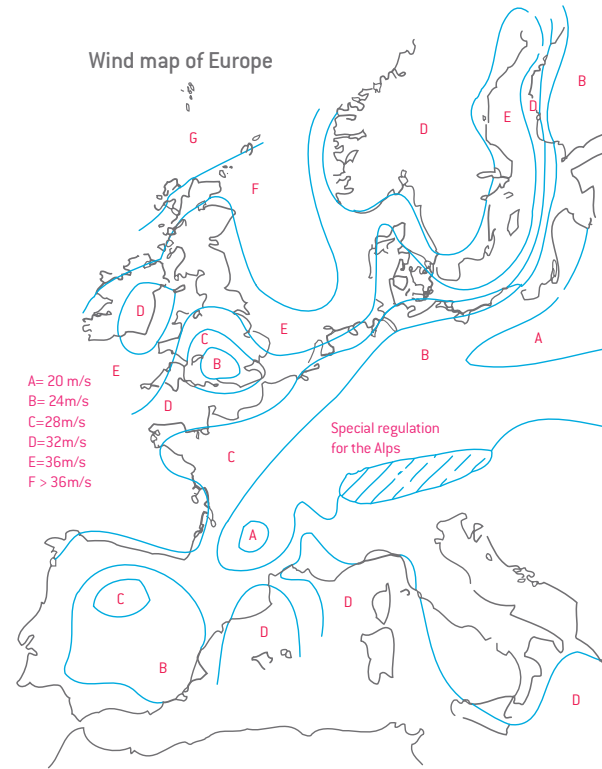 Wind map of Europe
B
D
E
D
G
F
D
C
E
A
B
B
E
A= 20 m/s
B= 24m/s
C=28m/s
D=32m/s
E=36m/s
F > 36m/s
D
Special regulation
for the Alps
C
A
C
D
D
B
D